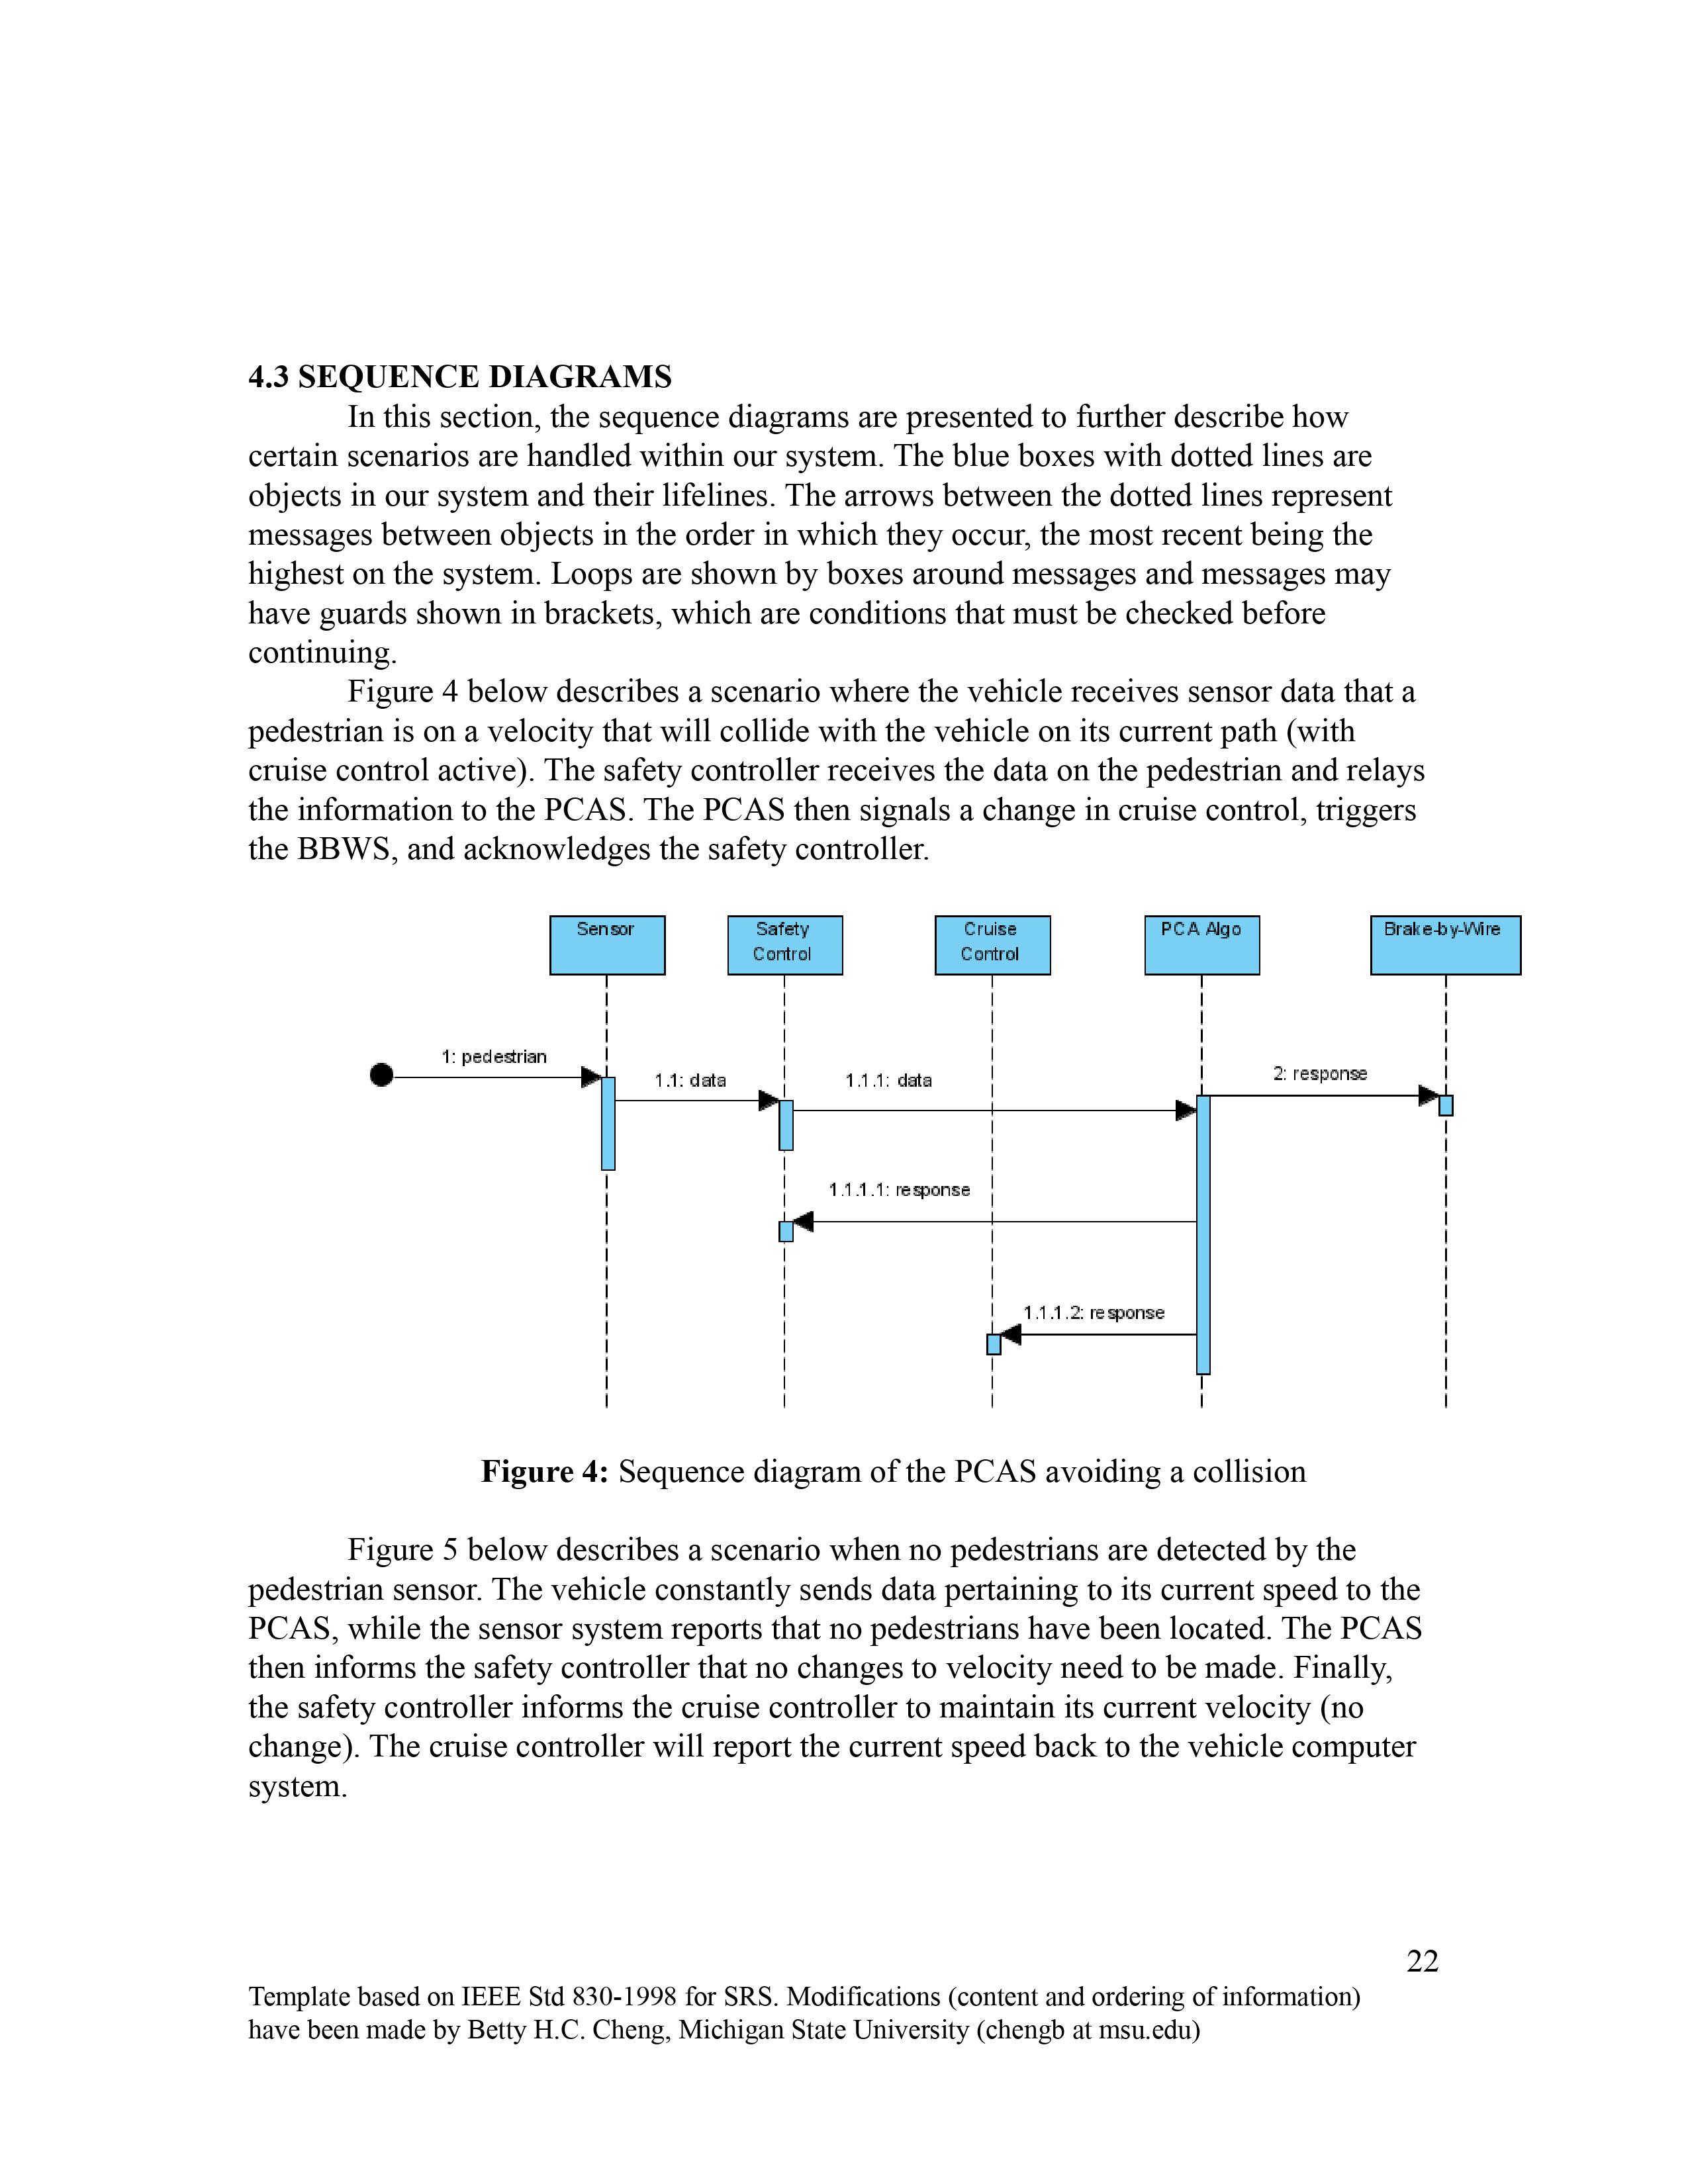 4.3 SEQUENCE DIAGRAMS
In this section, the sequence diagrams are presented to further describe how
certain scenarios are handled within our system. The blue boxes with dotted lines are
objects in our system and their lifelines. The arrows between the dotted lines represent
messages between objects in the order in which they occur, the most recent being the
highest on the system. Loops are shown by boxes around messages and messages may
have guards shown in brackets, which are conditions that must be checked before
continuing.
Figure 4 below describes a scenario where the vehicle receives sensor data that a
pedestrian is on a velocity that will collide with the vehicle on its current path (with
cruise control active). The safety controller receives the data on the pedestrian and relays
the information to the PCAS. The PCAS then signals a change in cruise control, triggers
the BBWS, and acknowledges the safety controller.
Sensor
Safety
Control
Cruise
Control
PCA Algo
Brake-by-Wire
1: pedestrian
1.1: data
1.1.1: data
2: response
1.1.1.1: response
1.1.1.2: response
Figure 4: Sequence diagram of the PCAS avoiding a collision
Figure 5 below describes a scenario when no pedestrians are detected by the
pedestrian sensor. The vehicle constantly sends data pertaining to its current speed to the
PCAS, while the sensor system reports that no pedestrians have been located. The PCAS
then informs the safety controller that no changes to velocity need to be made. Finally,
the safety controller informs the cruise controller to maintain its current velocity (no
change). The cruise controller will report the current speed back to the vehicle computer
system.
22
Template based on IEEE Std 830-1998 for SRS. Modifications (content and ordering of information)
have been made by Betty H.C. Cheng, Michigan State University (chengb at msu.edu)